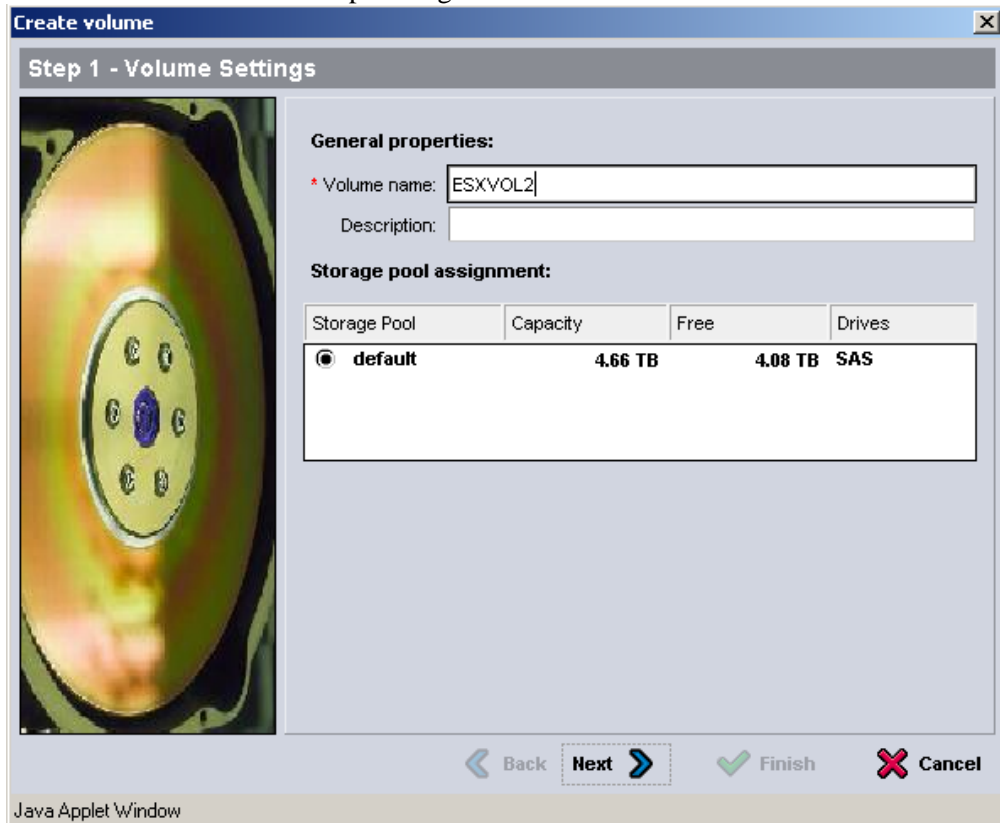 Create volume
Step 1 - Volume Settings
General properties:
* Volume name: ESXVOL2
Description:
Storage pool assignment:
Storage Pool Capacity Free Drives
default 4.66 TB 4.08 TB SAS
Back Next Finish Cancel
Java Applet Window